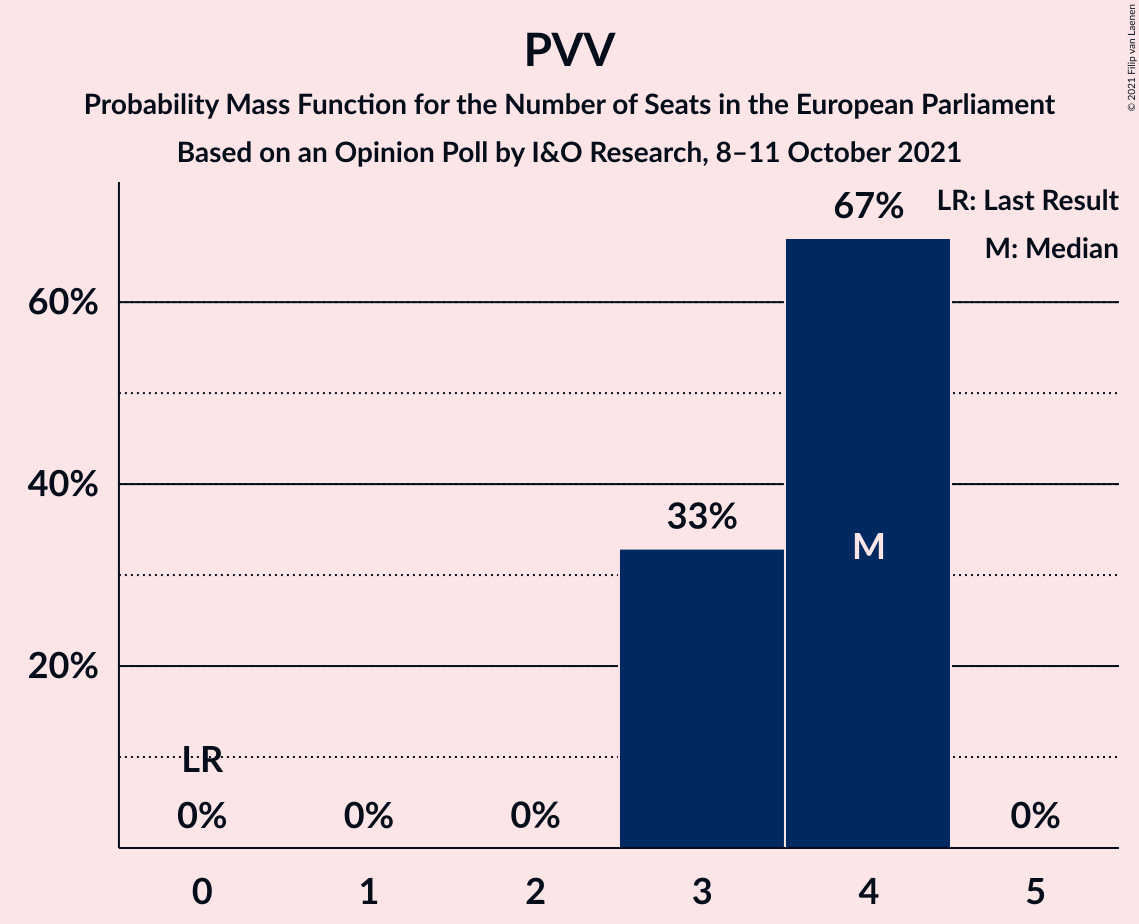 PVV
Probability Mass Function for the Number of Seats in the European Parliament
Based on an Opinion Poll by I&O Research, 8–11 October 2021
© 2021 Filip van Laenen
LR: Last Result
M: Median
67%
60%
40%
33%
M
20%
LR
0% 0% 0% 0%
0 1 2 3 4 5